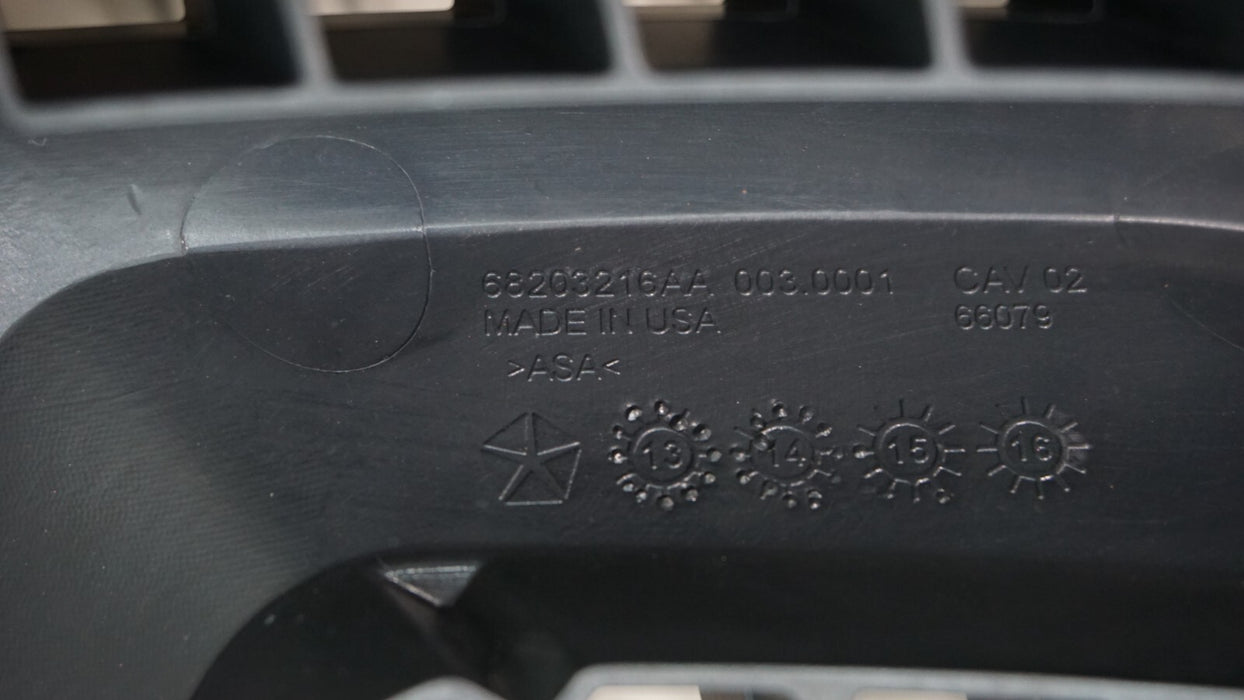 68203216AA 003.0001 CAV 02
MADE IN USA 66079
>ASA<
13 14 15 16